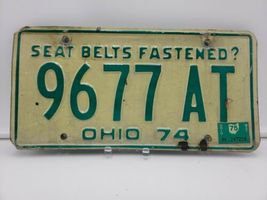 SEAT BELTS FASTENED?
9677 AT
OHIO 74
75